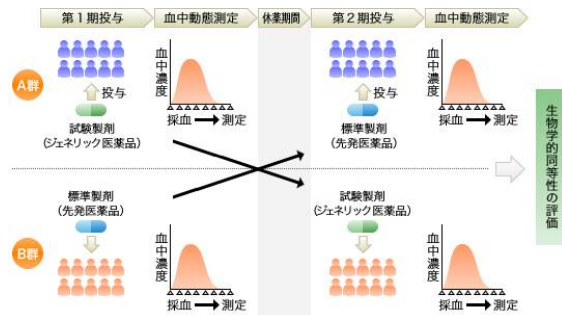 第1期投与
血中動態測定
休薬期間
第2期投与
血中動態測定
A群
投与
試験製剤
(ジェネリック医薬品)
血中濃度
採血 測定
投与
標準製剤
(先発医薬品)
血中濃度
採血 測定
標準製剤
(先発医薬品)
B群
血中濃度
採血 測定
試験製剤
(ジェネリック医薬品)
血中濃度
採血 測定
生物学的同等性の評価